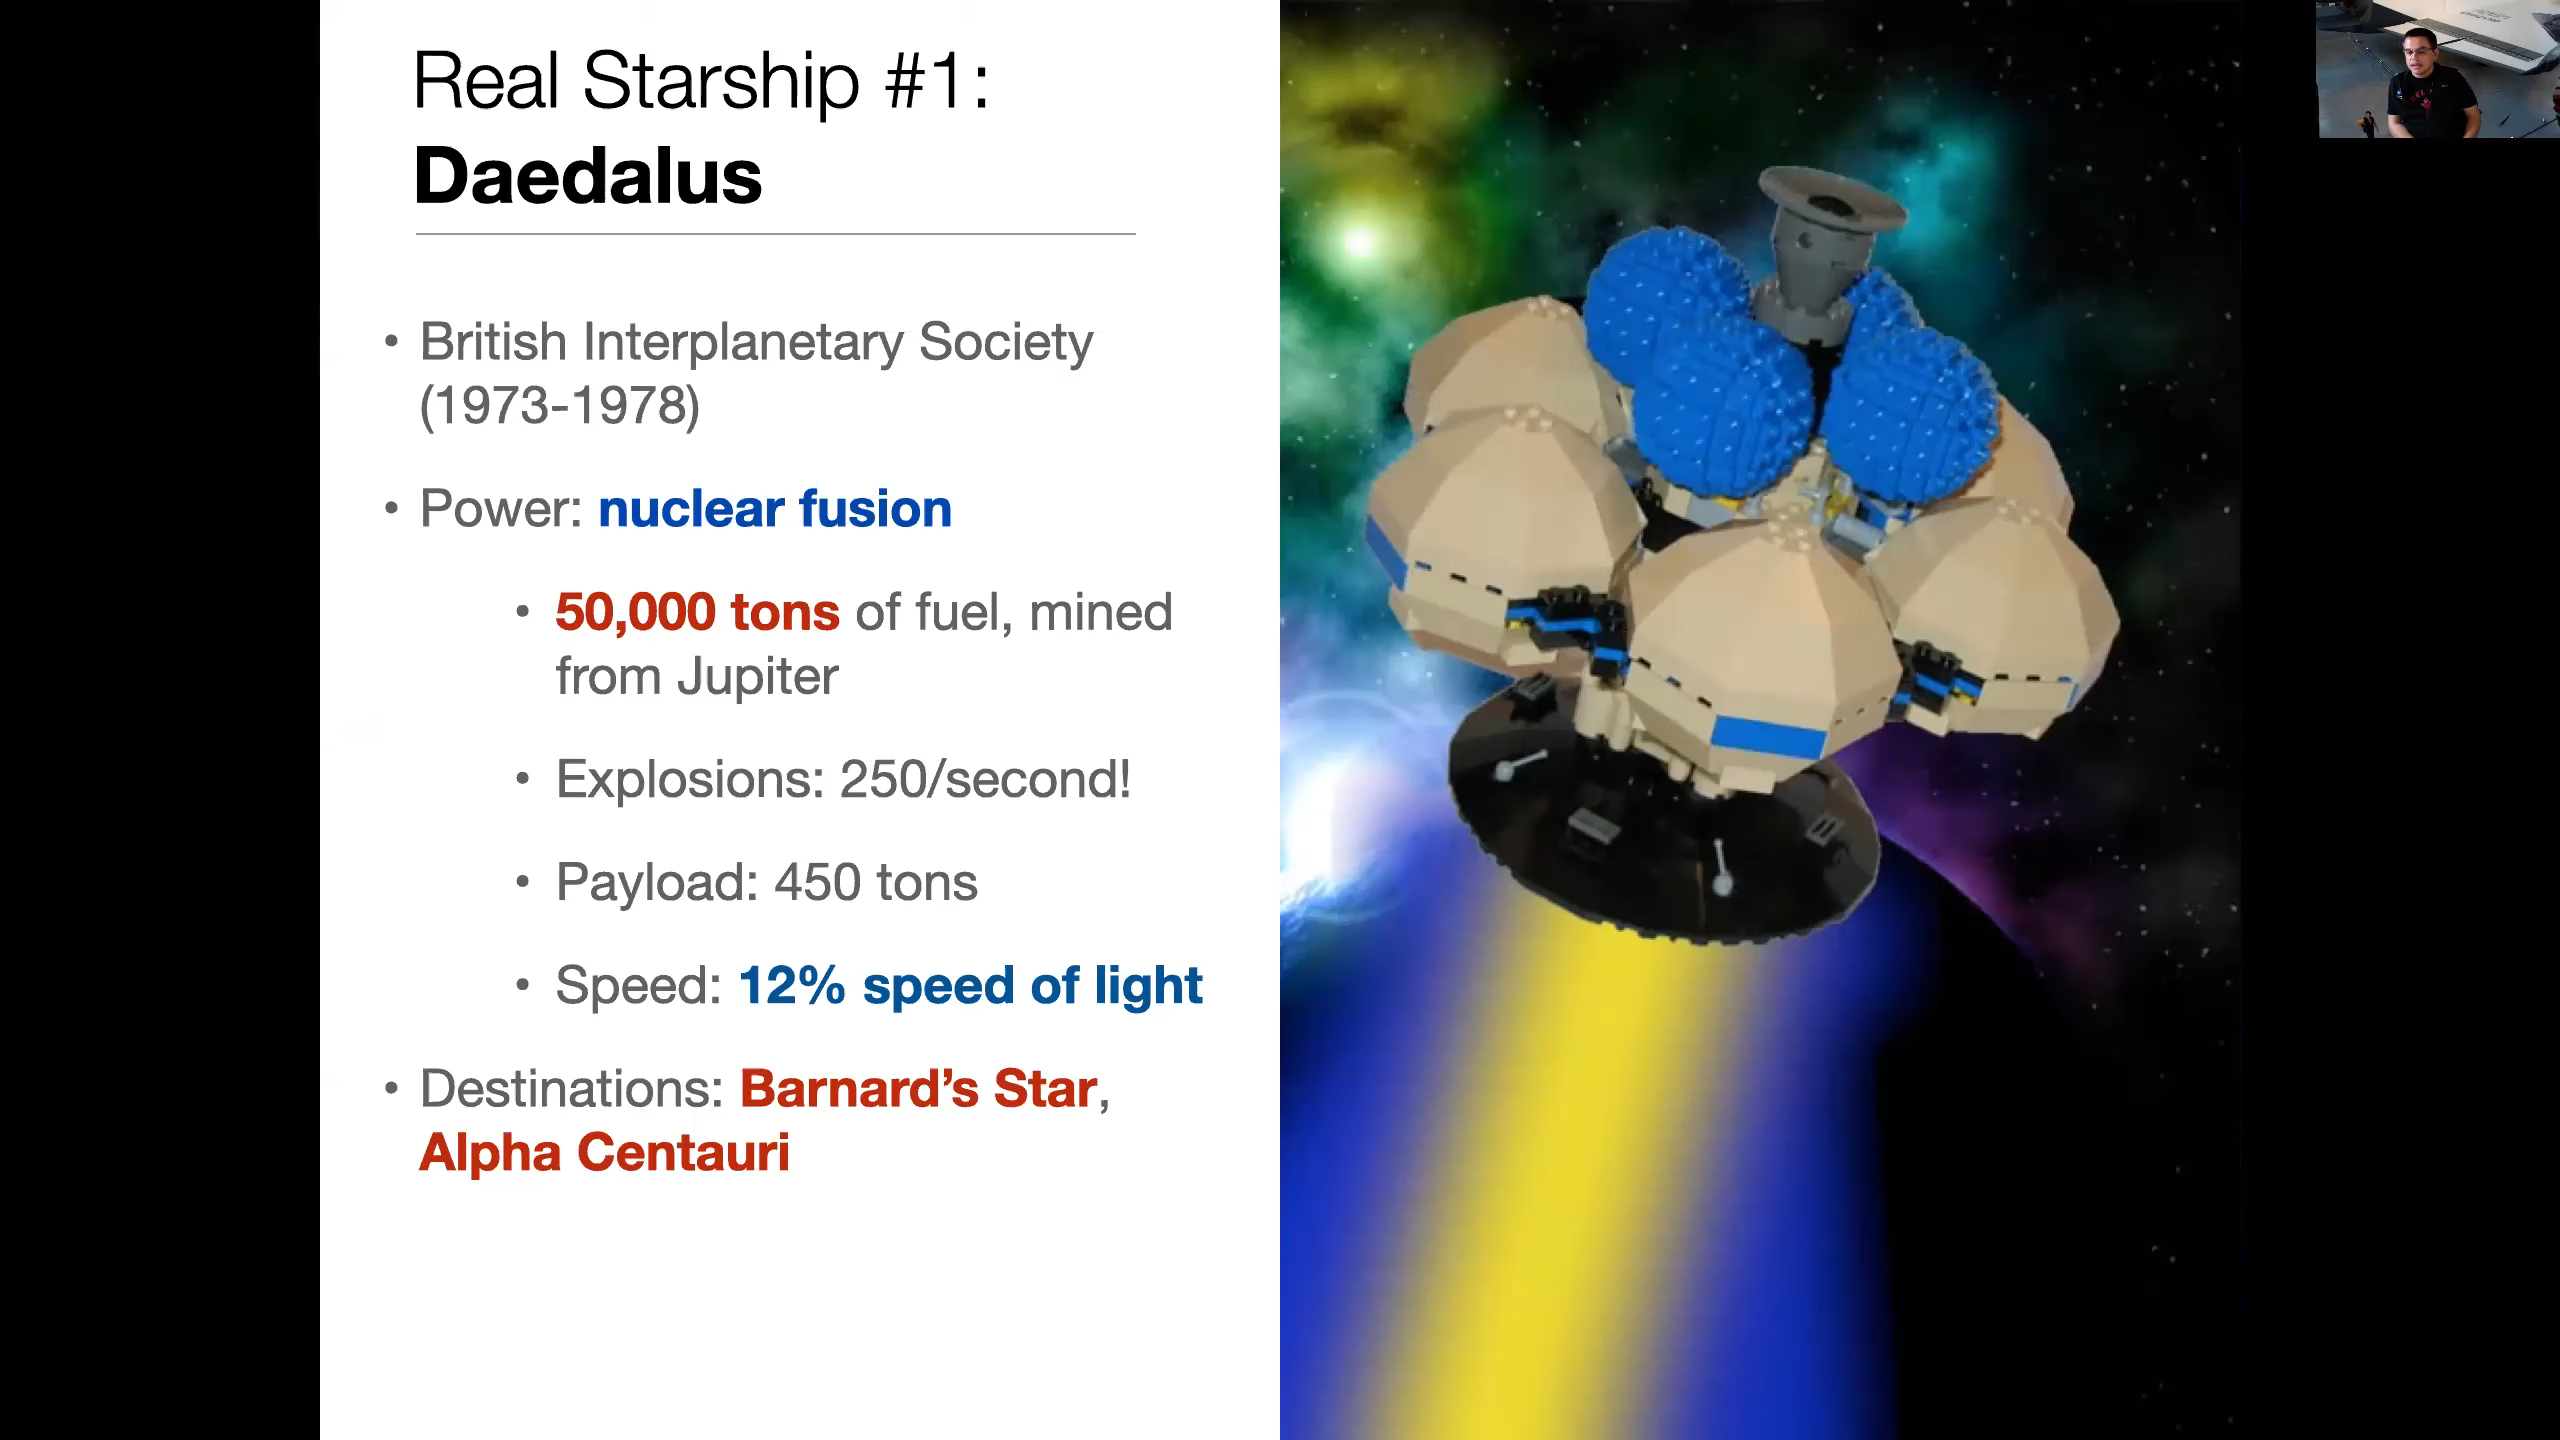 Real Starship #1:
Daedalus
• British Interplanetary Society
(1973-1978)
• Power: nuclear fusion
• 50,000 tons of fuel, mined
from Jupiter
• Explosions: 250/second!
• Payload: 450 tons
• Speed: 12% speed of light
• Destinations: Barnard’s Star,
Alpha Centauri